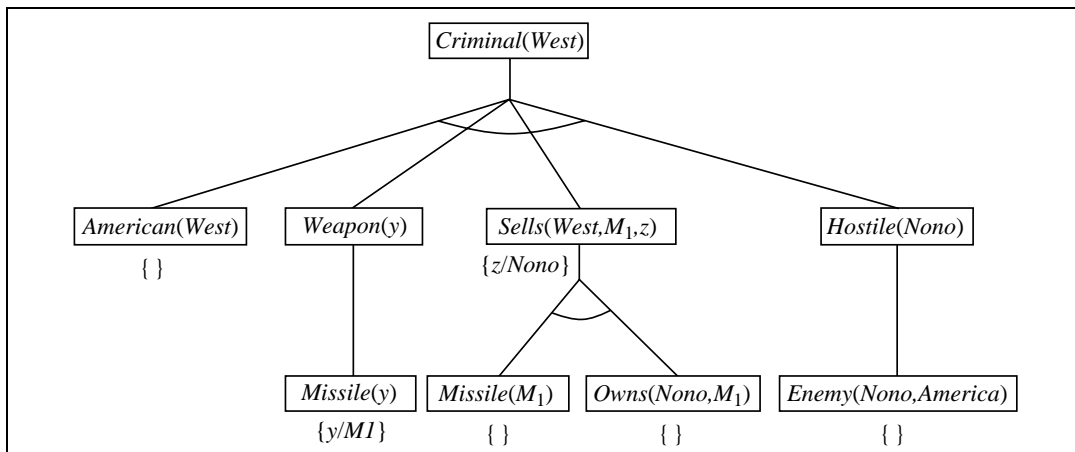 Criminal(West)
American(West) Weapon(y) Sells(West,M₁,z) Hostile(Nono)
{ } {z/Nono}
Missile(y) Missile(M₁) Owns(Nono,M₁) Enemy(Nono,America)
{y/M1} { } { } { }